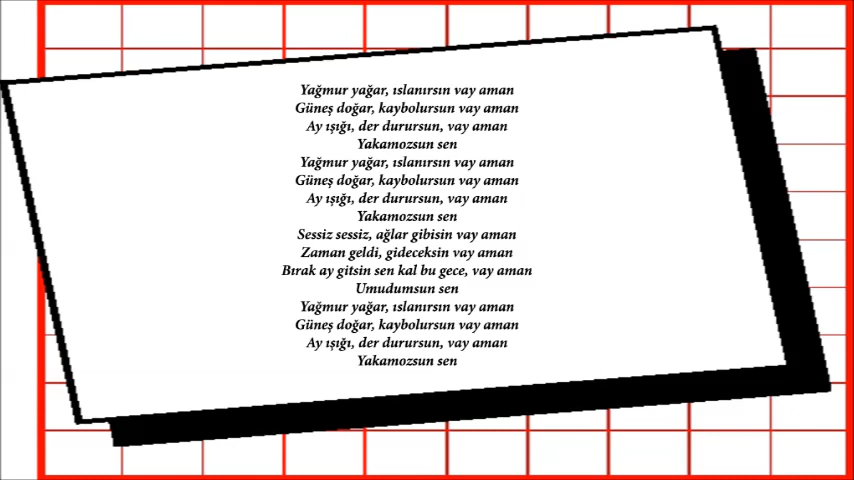 Yağmur yağar, ıslanırsın vay aman
Güneş doğar, kaybolursun vay aman
Ay ışığı, der durursun, vay aman
Yakamozsun sen
Yağmur yağar, ıslanırsın vay aman
Güneş doğar, kaybolursun vay aman
Ay ışığı, der durursun, vay aman
Yakamozsun sen
Sessiz sessiz, ağlar gibisin vay aman
Zaman geldi, gideceksin vay aman
Bırak ay gitsin sen kal bu gece, vay aman
Umudumsun sen
Yağmur yağar, ıslanırsın vay aman
Güneş doğar, kaybolursun vay aman
Ay ışığı, der durursun, vay aman
Yakamozsun sen